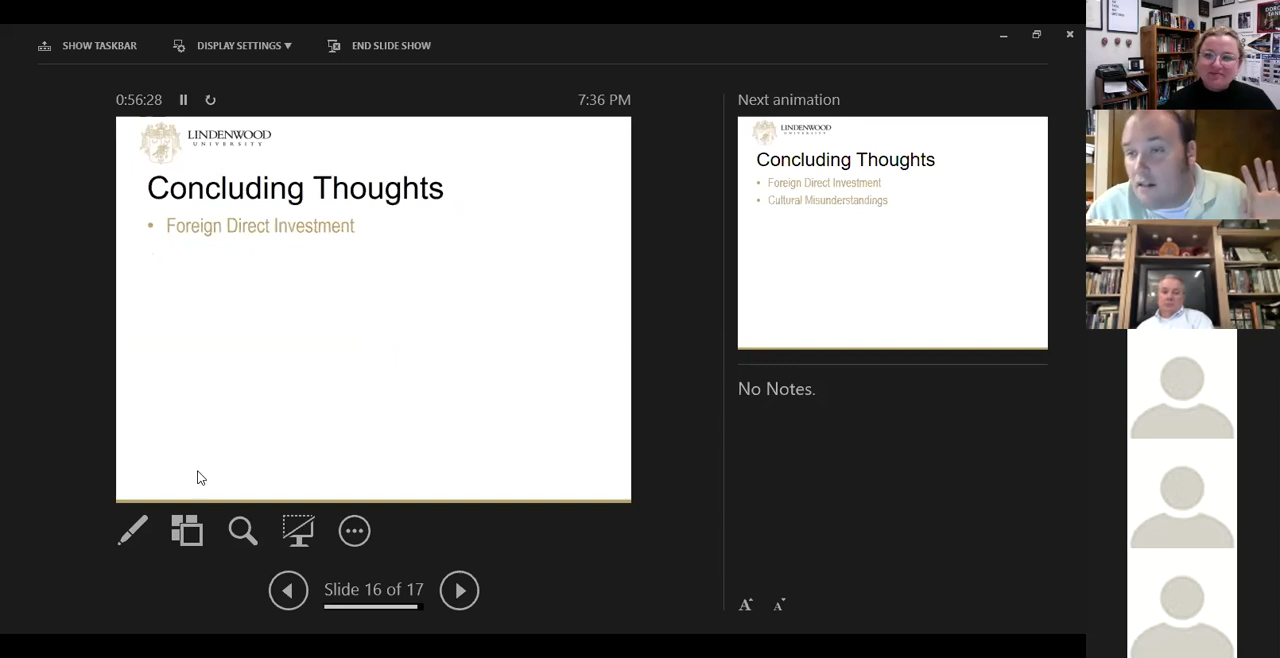 SHOW TASKBAR
DISPLAY SETTINGS ▼
END SLIDE SHOW
0:56:28
7:36 PM
LINDENWOOD
UNIVERSITY
Concluding Thoughts
• Foreign Direct Investment
Slide 16 of 17
Next animation
LINDENWOOD
UNIVERSITY
Concluding Thoughts
• Foreign Direct Investment
• Cultural Misunderstandings
No Notes.
A
A